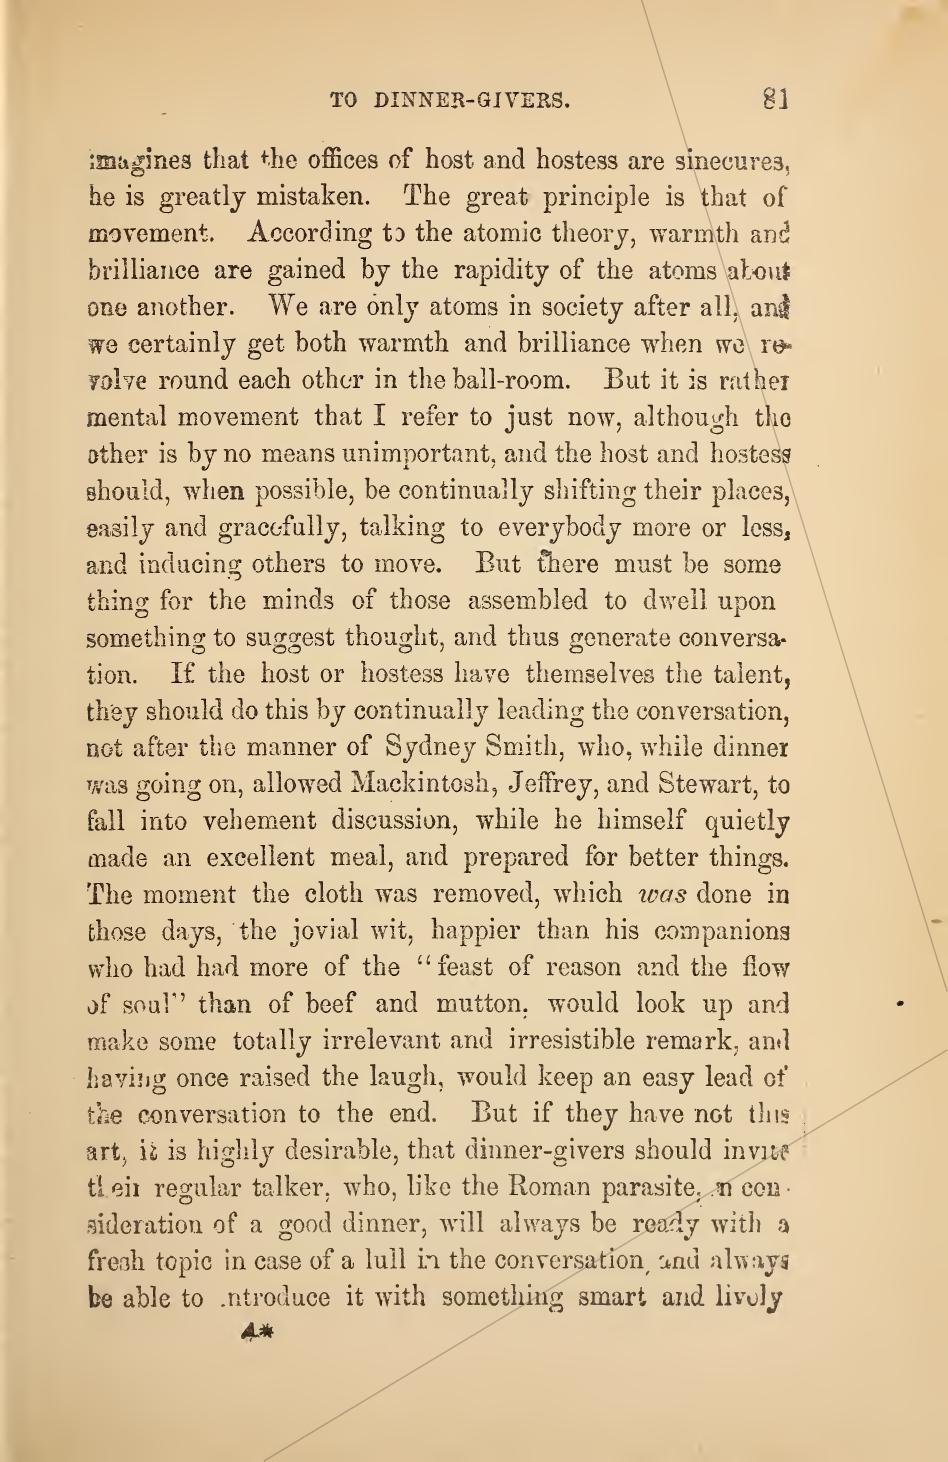 TO DINNER-GIVERS. 81
imagines that the offices of host and hostess are sinecures,
he is greatly mistaken. The great principle is that of
movement. According to the atomic theory, warmth and
brilliance are gained by the rapidity of the atoms about
one another. We are only atoms in society after all, and
we certainly get both warmth and brilliance when we re-
volve round each other in the ball-room. But it is rather
mental movement that I refer to just now, although the
other is by no means unimportant, and the host and hostess
should, when possible, be continually shifting their places,
easily and gracefully, talking to everybody more or less,
and inducing others to move. But there must be some
thing for the minds of those assembled to dwell upon
something to suggest thought, and thus generate conversa-
tion. If the host or hostess have themselves the talent,
they should do this by continually leading the conversation,
not after the manner of Sydney Smith, who, while dinner
was going on, allowed Mackintosh, Jeffrey, and Stewart, to
fall into vehement discussion, while he himself quietly
made an excellent meal, and prepared for better things.
The moment the cloth was removed, which was done in
those days, the jovial wit, happier than his companions
who had had more of the "feast of reason and the flow
of soul" than of beef and mutton, would look up and
make some totally irrelevant and irresistible remark, and
having once raised the laugh, would keep an easy lead of
the conversation to the end. But if they have not this
art, it is highly desirable, that dinner-givers should invite
their regular talker, who, like the Roman parasite, in con-
sideration of a good dinner, will always be ready with a
fresh topic in case of a lull in the conversation, and always
be able to introduce it with something smart and lively
4*